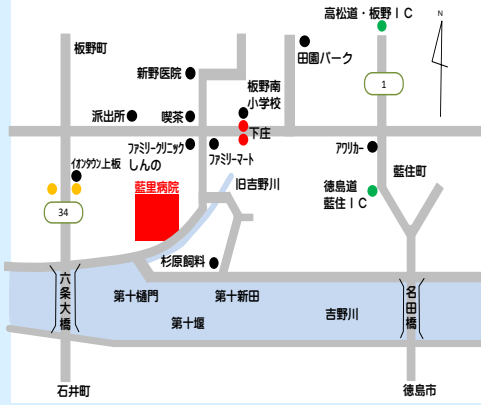 高松道・板野IC
N
板野町
新野医院
田園パーク
板野南
小学校
1
派出所
喫茶
下庄
ファミリークリニック
しんの
ファミリーマート
アワリカー
イオンタウン上板
藍里病院
旧吉野川
藍住町
徳島道
藍住IC
34
杉原飼料
六条大橋
第十樋門
第十新田
名田橋
吉野川
第十堰
石井町
徳島市